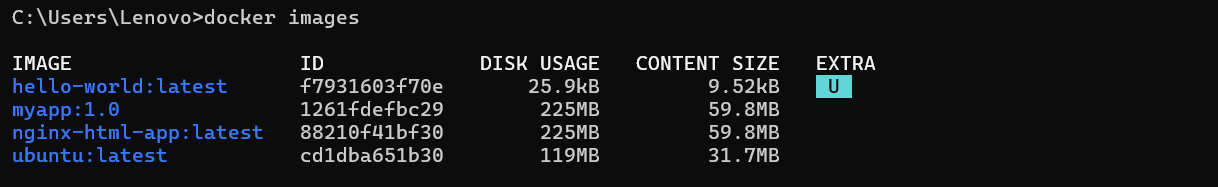 C:\Users\Lenovo>docker images
IMAGE ID DISK USAGE CONTENT SIZE EXTRA
hello-world:latest f7931603f70e 25.9kB 9.52kB U
myapp:1.0 1261fdefbc29 225MB 59.8MB
nginx-html-app:latest 88210f41bf30 225MB 59.8MB
ubuntu:latest cd1dba651b30 119MB 31.7MB